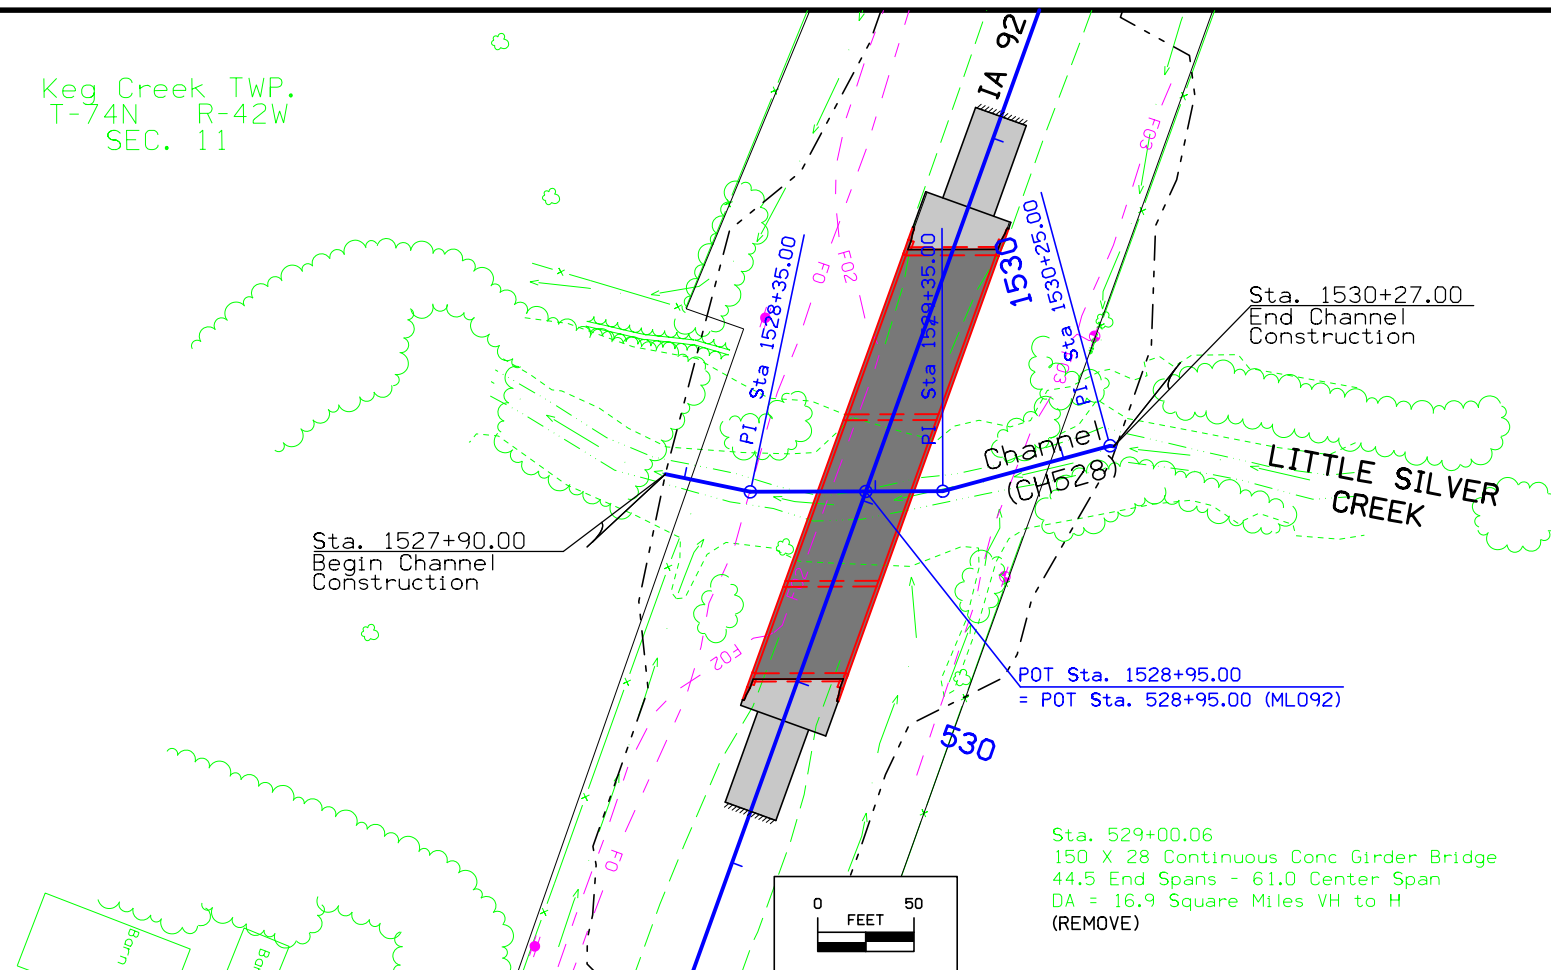 Keg Creek TWP.
T-74N R-42W
SEC. 11
IA 92
F03
F02
F0
PI Sta 1528+35.00
PI Sta 1529+35.00
1530
PI Sta 1530+25.00
F03
Sta. 1530+27.00
End Channel
Construction
Channel
(CH528)
LITTLE SILVER
CREEK
Sta. 1527+90.00
Begin Channel
Construction
F02
POT Sta. 1528+95.00
= POT Sta. 528+95.00 (ML092)
530
F0
Sta. 529+00.06
150 X 28 Continuous Conc Girder Bridge
44.5 End Spans - 61.0 Center Span
DA = 16.9 Square Miles VH to H
(REMOVE)
0 50
FEET
Barn